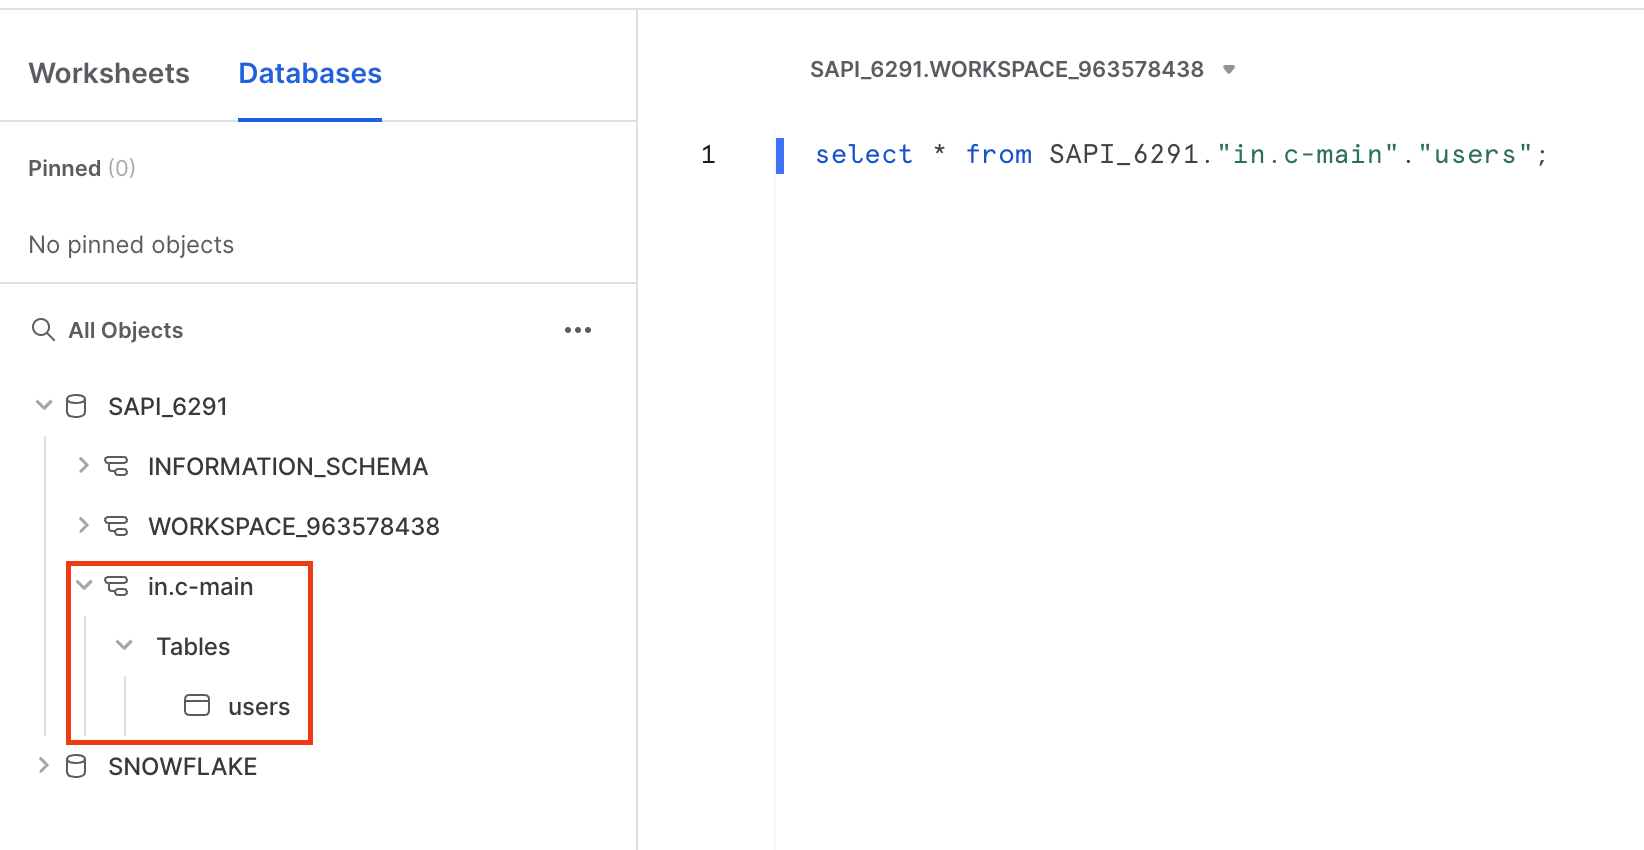 Worksheets Databases
Pinned (0)
No pinned objects
All Objects
SAPI_6291
INFORMATION_SCHEMA
WORKSPACE_963578438
in.c-main
Tables
users
SNOWFLAKE
SAPI_6291.WORKSPACE_963578438
1 select * from SAPI_6291."in.c-main"."users";